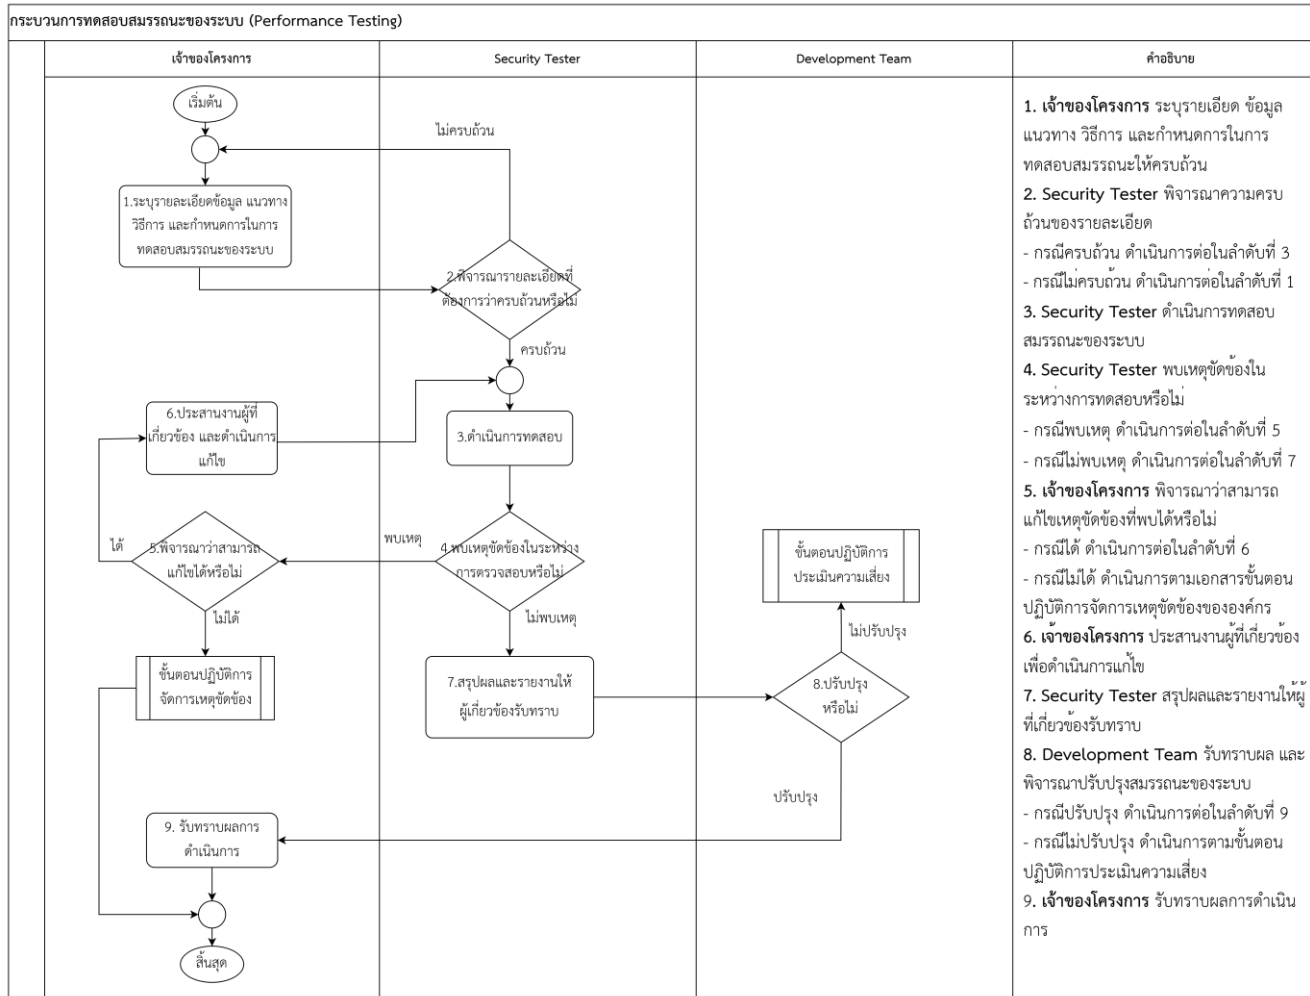 กระบวนการทดสอบสมรรถนะของระบบ (Performance Testing)
เจ้าของโครงการ
Security Tester
Development Team
คำอธิบาย
เริ่มต้น
ไม่ครบถ้วน
1.ระบุรายละเอียดข้อมูล แนวทาง
วิธีการ และกำหนดการในการ
ทดสอบสมรรถนะของระบบ
2.พิจารณารายละเอียดที่
ต้องการว่าครบถ้วนหรือไม่
ครบถ้วน
6.ประสานงานผู้ที่
เกี่ยวข้อง และดำเนินการ
แก้ไข
3.ดำเนินการทดสอบ
ได้
5.พิจารณาว่าสามารถ
แก้ไขได้หรือไม่
พบเหตุ
4.พบเหตุขัดข้องในระหว่าง
การตรวจสอบหรือไม่
ขั้นตอนปฏิบัติการ
ประเมินความเสี่ยง
ไม่ได้
ไม่พบเหตุ
ไม่ปรับปรุง
ขั้นตอนปฏิบัติการ
จัดการเหตุขัดข้อง
7.สรุปผลและรายงานให้
ผู้เกี่ยวข้องรับทราบ
8.ปรับปรุง
หรือไม่
ปรับปรุง
9. รับทราบผลการ
ดำเนินการ
สิ้นสุด
1. เจ้าของโครงการ ระบุรายเอียด ข้อมูล
แนวทาง วิธีการ และกำหนดการในการ
ทดสอบสมรรถนะให้ครบถ้วน
2. Security Tester พิจารณาความครบ
ถ้วนของรายละเอียด
- กรณีครบถ้วน ดำเนินการต่อในลำดับที่ 3
- กรณีไม่ครบถ้วน ดำเนินการต่อในลำดับที่ 1
3. Security Tester ดำเนินการทดสอบ
สมรรถนะของระบบ
4. Security Tester พบเหตุขัดข้องใน
ระหว่างการทดสอบหรือไม่
- กรณีพบเหตุ ดำเนินการต่อในลำดับที่ 5
- กรณีไม่พบเหตุ ดำเนินการต่อในลำดับที่ 7
5. เจ้าของโครงการ พิจารณาว่าสามารถ
แก้ไขเหตุขัดข้องที่พบได้หรือไม่
- กรณีได้ ดำเนินการต่อในลำดับที่ 6
- กรณีไม่ได้ ดำเนินการตามเอกสารขั้นตอน
ปฏิบัติการจัดการเหตุขัดข้องขององค์กร
6. เจ้าของโครงการ ประสานงานผู้ที่เกี่ยวข้อง
เพื่อดำเนินการแก้ไข
7. Security Tester สรุปผลและรายงานให้ผู้
ที่เกี่ยวข้องรับทราบ
8. Development Team รับทราบผล และ
พิจารณาปรับปรุงสมรรถนะของระบบ
- กรณีปรับปรุง ดำเนินการต่อในลำดับที่ 9
- กรณีไม่ปรับปรุง ดำเนินการตามขั้นตอน
ปฏิบัติการประเมินความเสี่ยง
9. เจ้าของโครงการ รับทราบผลการดำเนิน
การ